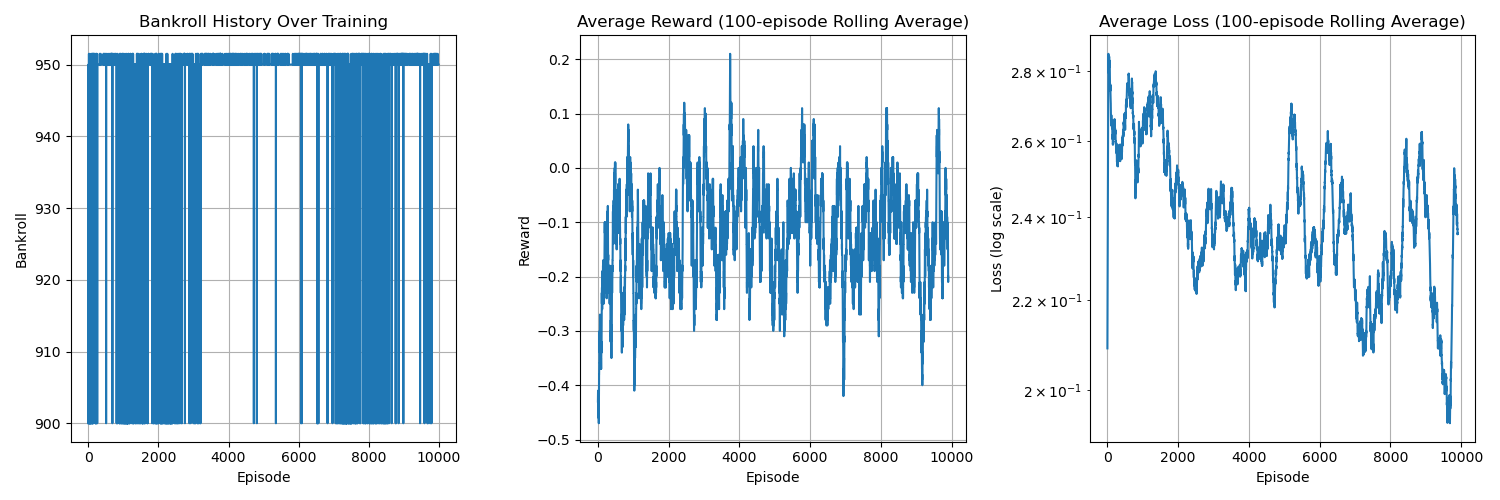 Bankroll History Over Training
Bankroll
950
940
930
920
910
900
0 2000 4000 6000 8000 10000
Episode
Average Reward (100-episode Rolling Average)
Reward
0.2
0.1
0.0
−0.1
−0.2
−0.3
−0.4
−0.5
0 2000 4000 6000 8000 10000
Episode
Average Loss (100-episode Rolling Average)
Loss (log scale)
2.8 × 10⁻¹
2.6 × 10⁻¹
2.4 × 10⁻¹
2.2 × 10⁻¹
2 × 10⁻¹
0 2000 4000 6000 8000 10000
Episode